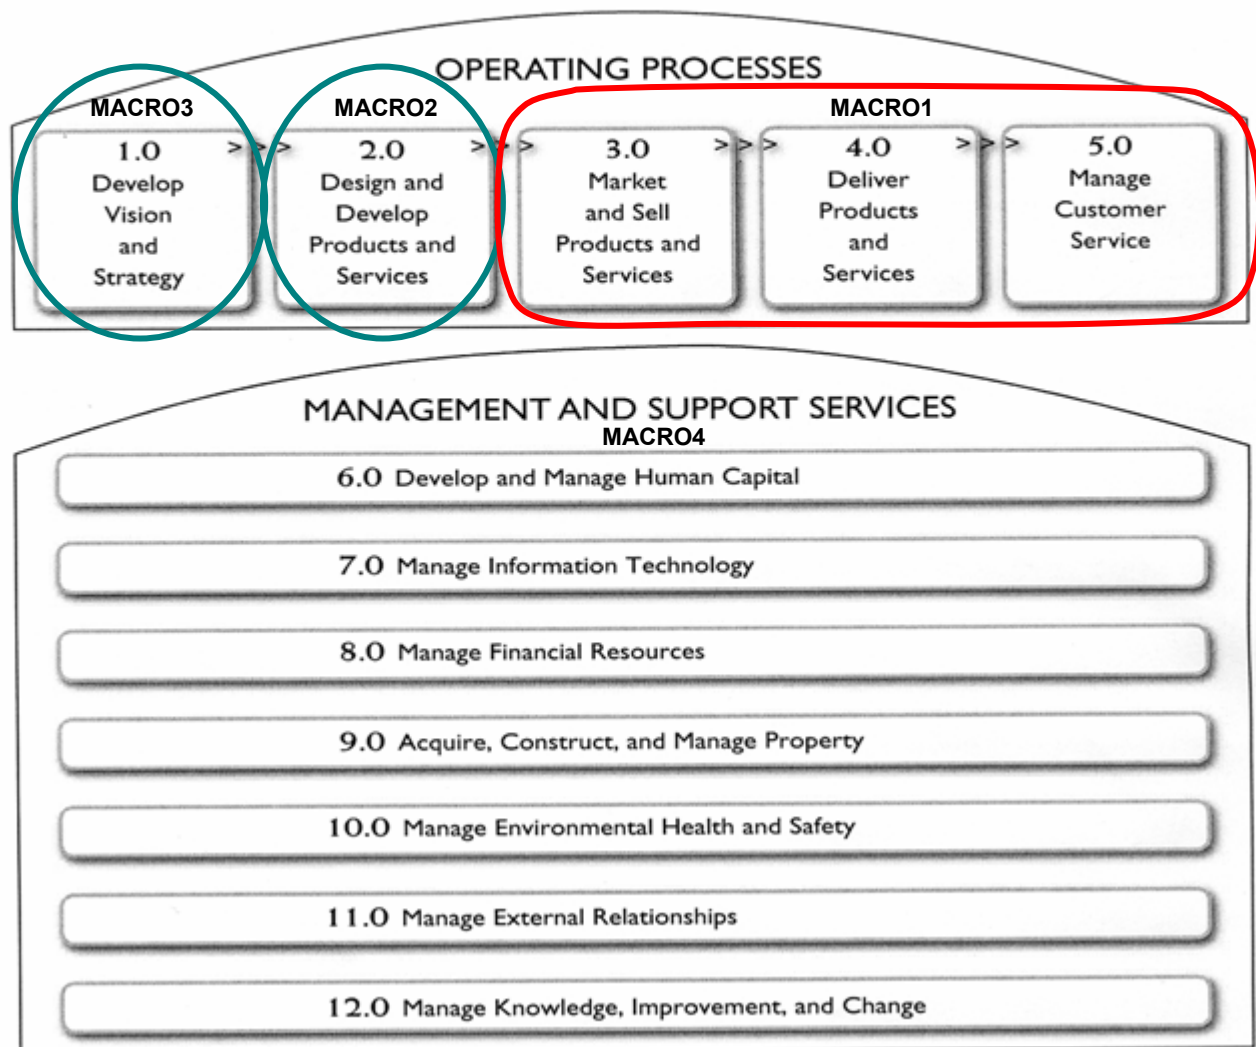 OPERATING PROCESSES
MACRO3
MACRO2
MACRO1
1.0 > > >
Develop
Vision
and
Strategy
2.0 > > >
Design and
Develop
Products and
Services
3.0 > > >
Market
and Sell
Products and
Services
4.0 > > >
Deliver
Products
and
Services
5.0
Manage
Customer
Service
MANAGEMENT AND SUPPORT SERVICES
MACRO4
6.0 Develop and Manage Human Capital
7.0 Manage Information Technology
8.0 Manage Financial Resources
9.0 Acquire, Construct, and Manage Property
10.0 Manage Environmental Health and Safety
11.0 Manage External Relationships
12.0 Manage Knowledge, Improvement, and Change